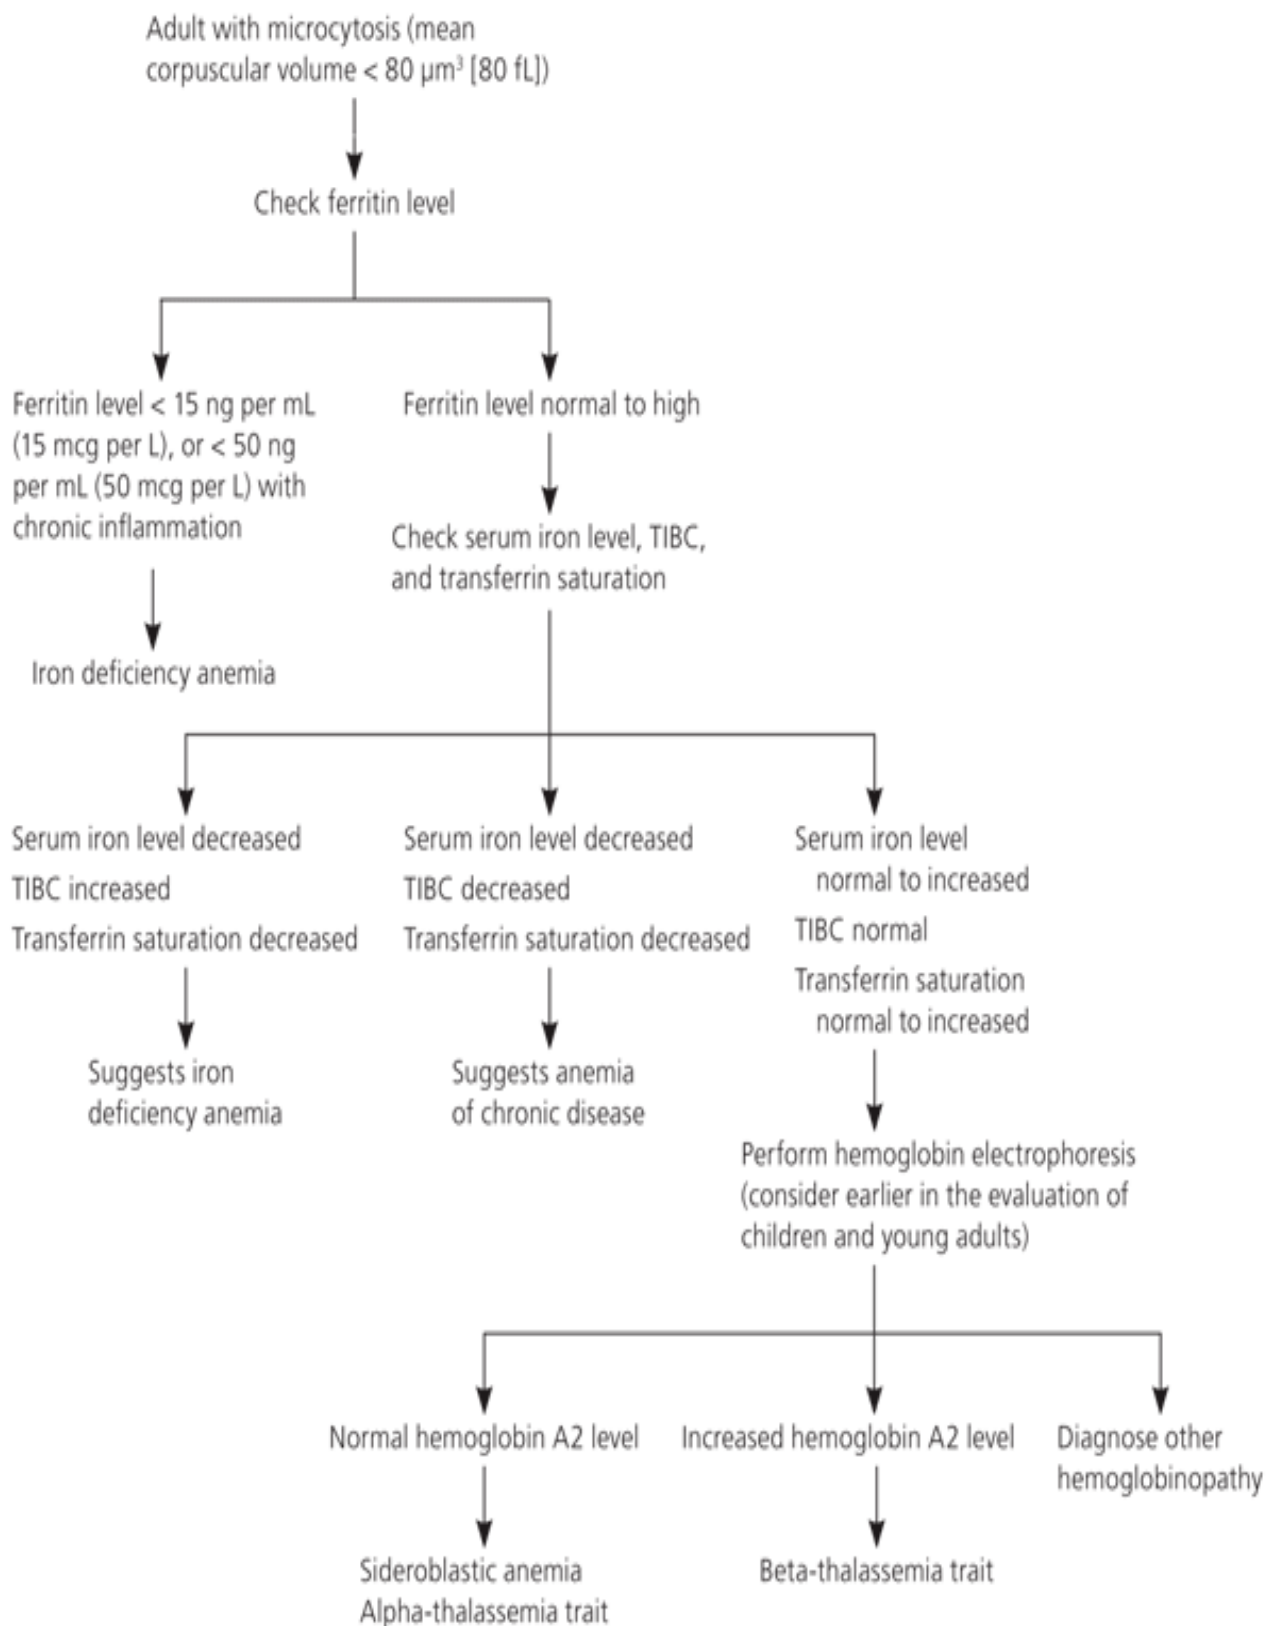 Adult with microcytosis (mean
corpuscular volume < 80 μm³ [80 fL])
Check ferritin level
Ferritin level < 15 ng per mL
(15 mcg per L), or < 50 ng
per mL (50 mcg per L) with
chronic inflammation
Iron deficiency anemia
Ferritin level normal to high
Check serum iron level, TIBC,
and transferrin saturation
Serum iron level decreased
TIBC increased
Transferrin saturation decreased
Suggests iron
deficiency anemia
Serum iron level decreased
TIBC decreased
Transferrin saturation decreased
Suggests anemia
of chronic disease
Serum iron level
normal to increased
TIBC normal
Transferrin saturation
normal to increased
Perform hemoglobin electrophoresis
(consider earlier in the evaluation of
children and young adults)
Normal hemoglobin A2 level
Sideroblastic anemia
Alpha-thalassemia trait
Increased hemoglobin A2 level
Beta-thalassemia trait
Diagnose other
hemoglobinopathy